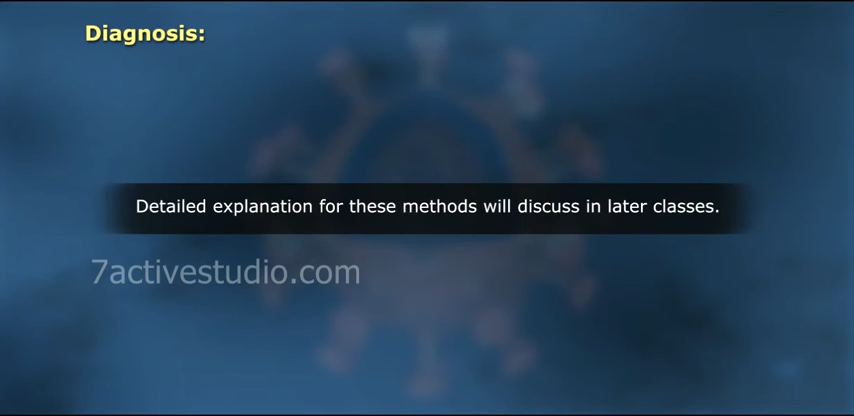 Diagnosis:
Detailed explanation for these methods will discuss in later classes.
7activestudio.com